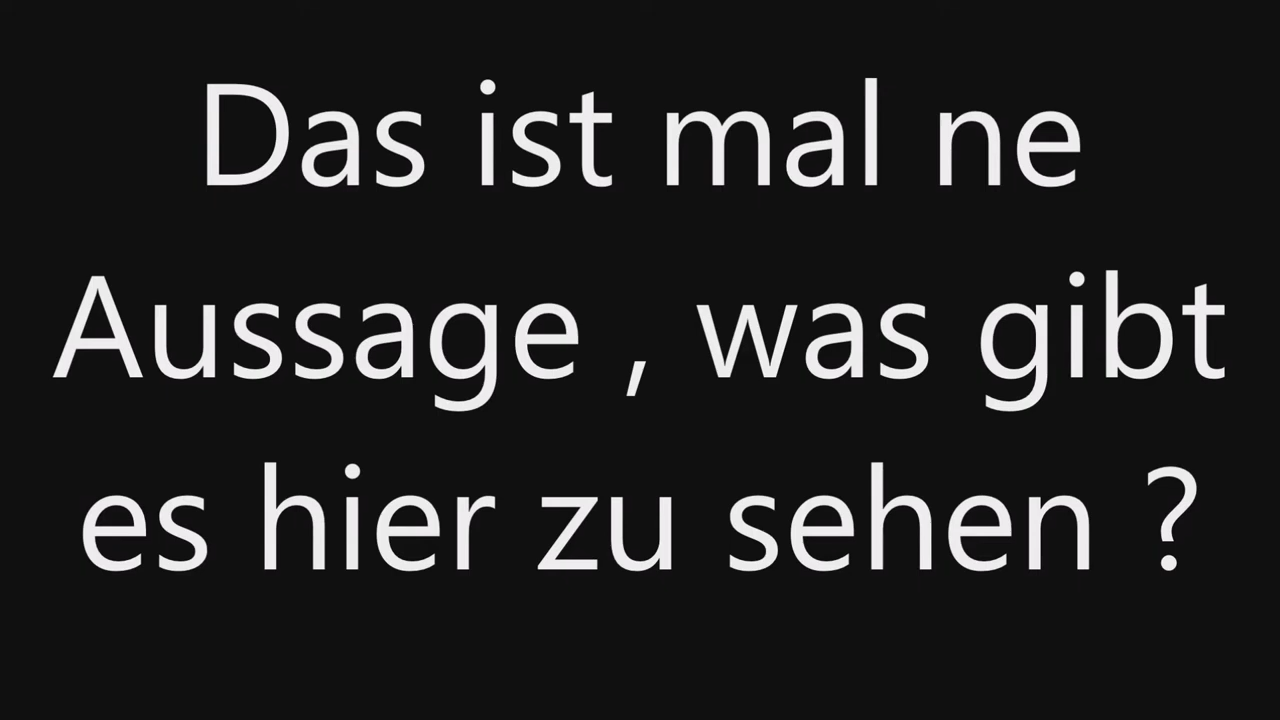 Das ist mal ne
Aussage , was gibt
es hier zu sehen ?